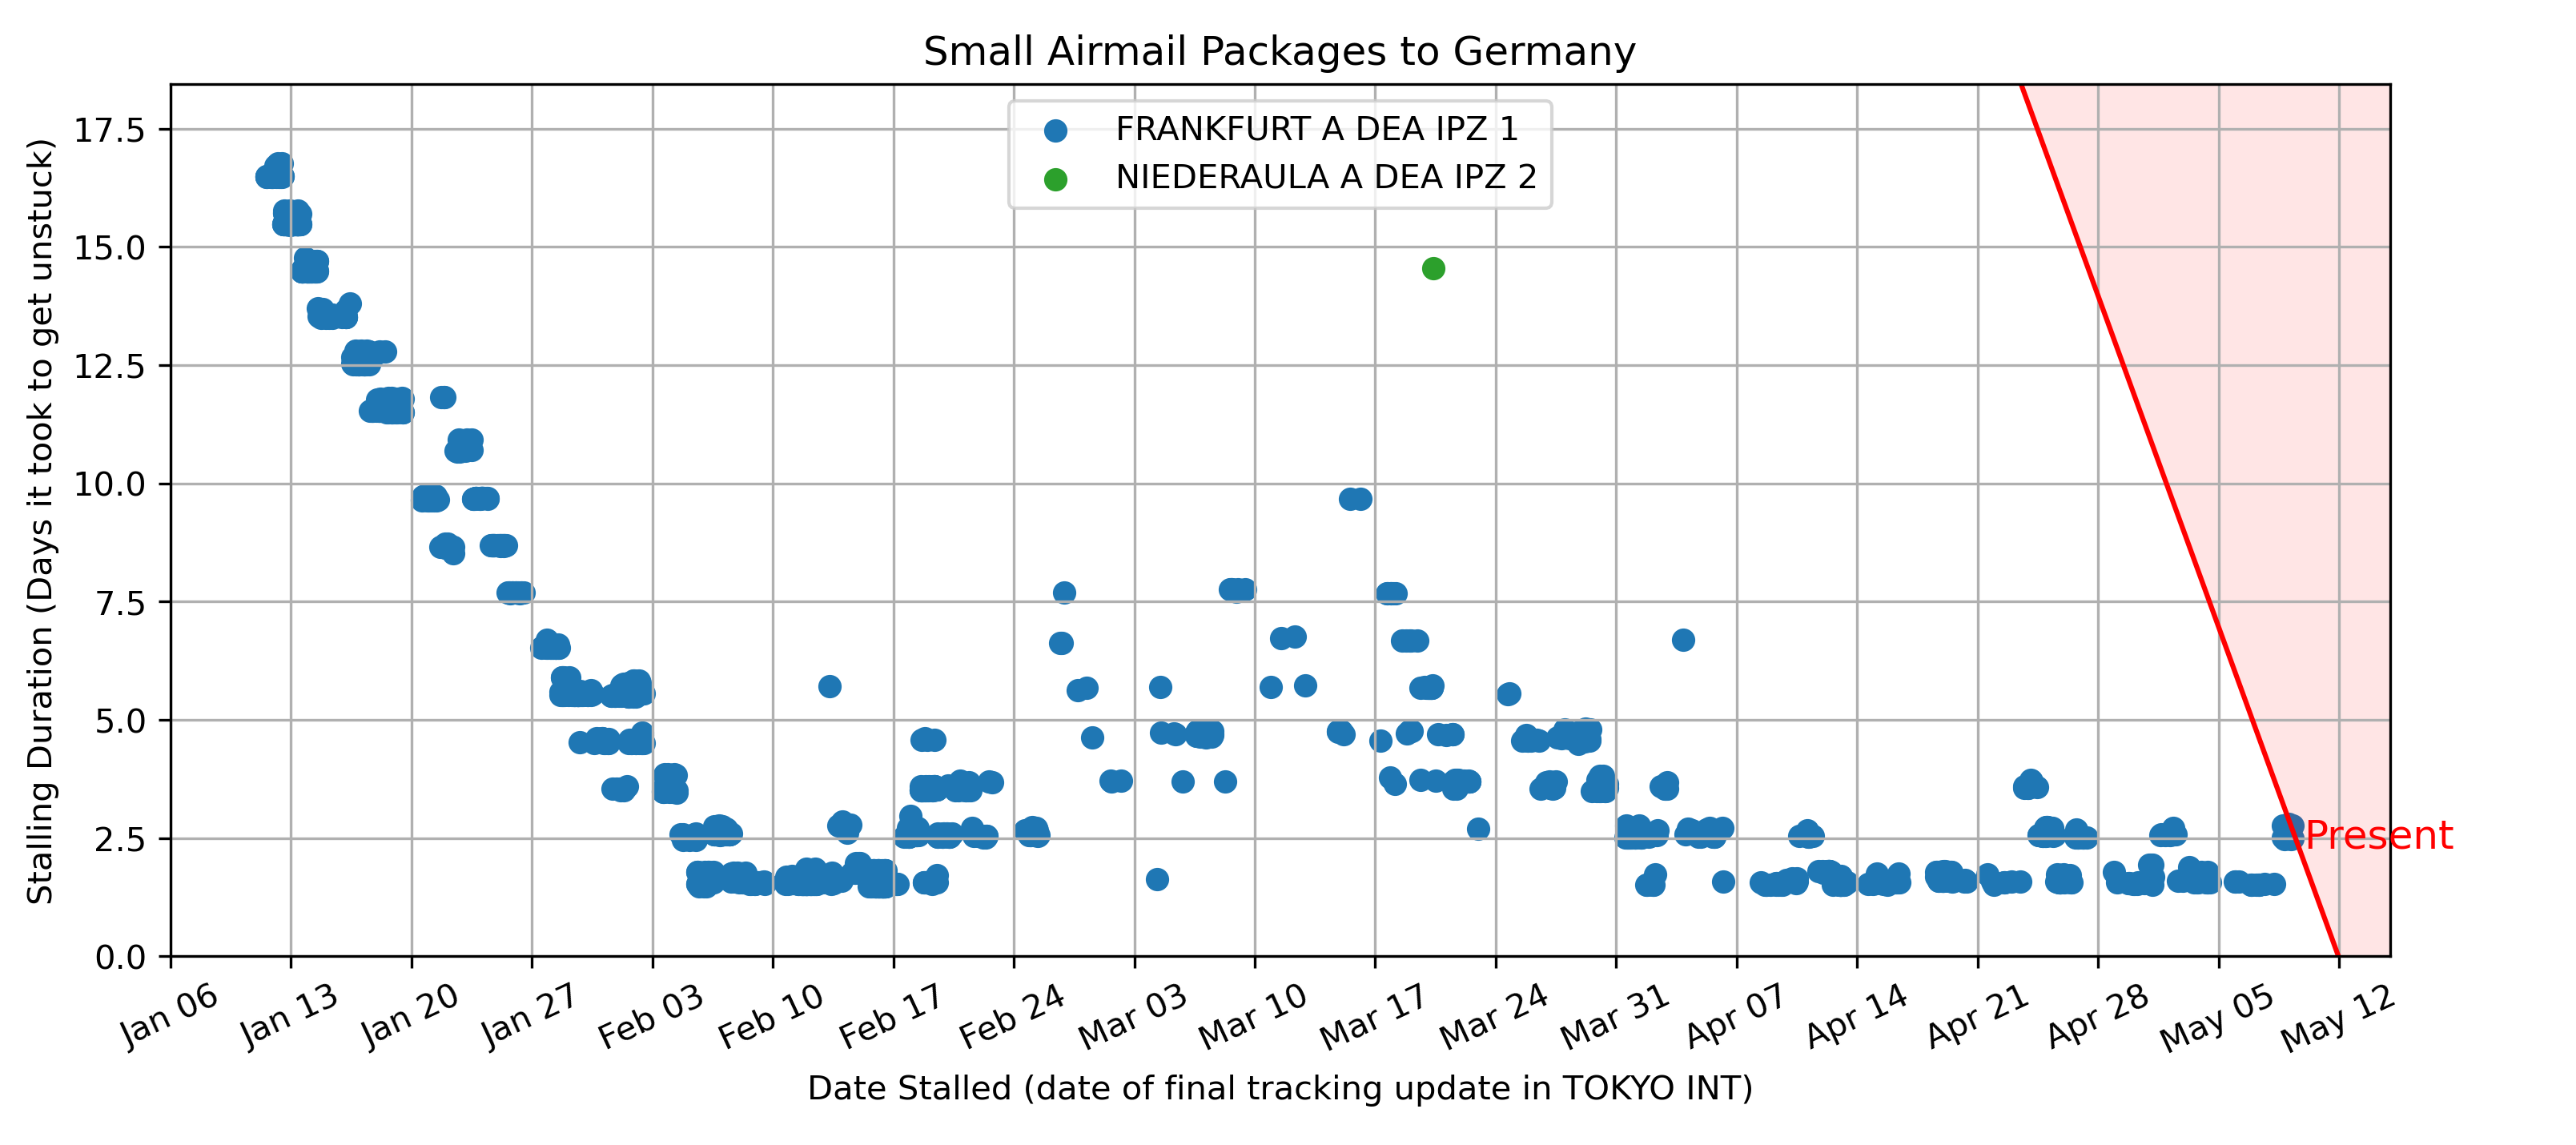 Small Airmail Packages to Germany
FRANKFURT A DEA IPZ 1
NIEDERAULA A DEA IPZ 2
Stalling Duration (Days it took to get unstuck)
17.5
15.0
12.5
10.0
7.5
5.0
2.5
0.0
Present
Jan 06
Jan 13
Jan 20
Jan 27
Feb 03
Feb 10
Feb 17
Feb 24
Mar 03
Mar 10
Mar 17
Mar 24
Mar 31
Apr 07
Apr 14
Apr 21
Apr 28
May 05
May 12
Date Stalled (date of final tracking update in TOKYO INT)